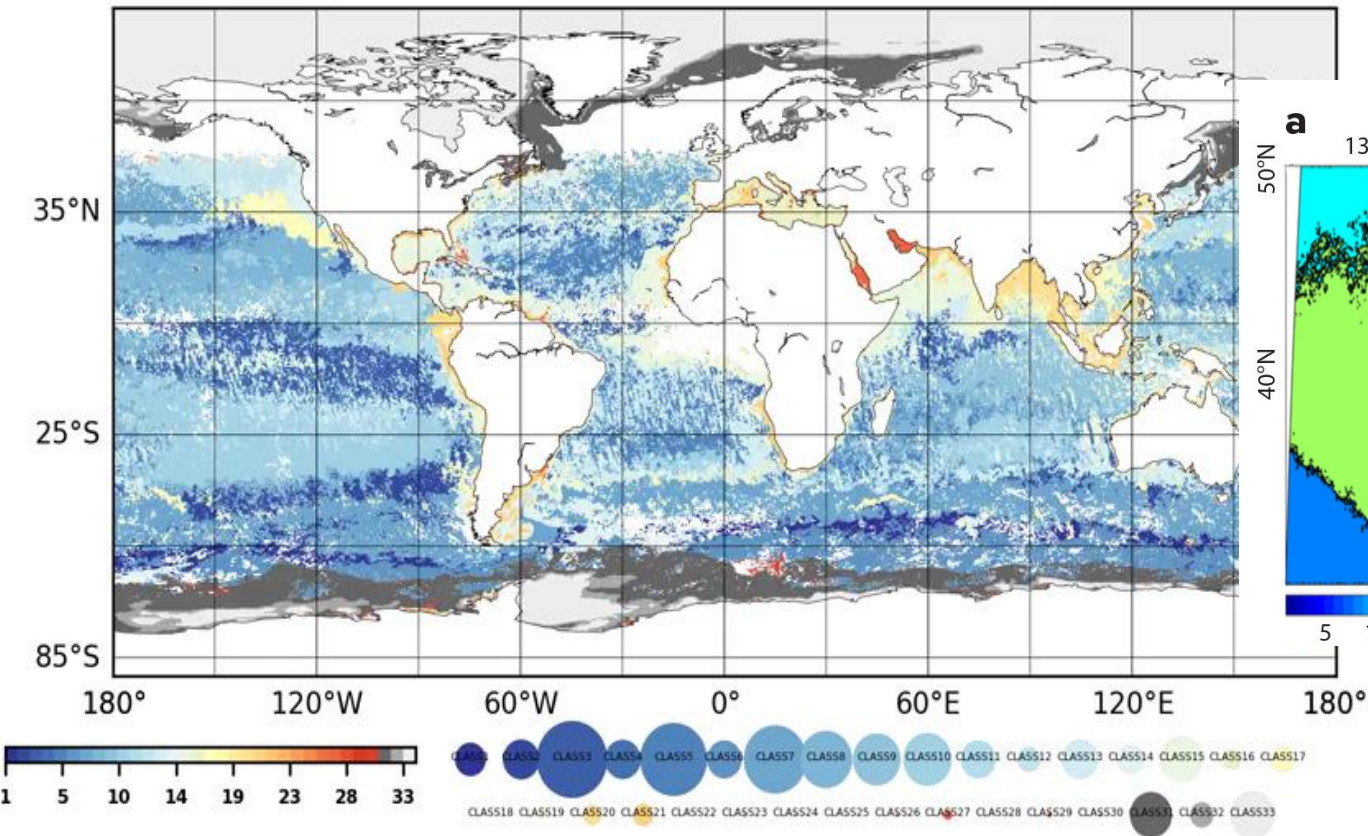 a
13
50°N
35°N
40°N
25°S
5
85°S
180° 120°W 60°W 0° 60°E 120°E 180°
CLASS1 CLASS2 CLASS3 CLASS4 CLASS5 CLASS6 CLASS7 CLASS8 CLASS9 CLASS10 CLASS11 CLASS12 CLASS13 CLASS14 CLASS15 CLASS16 CLASS17
1 5 10 14 19 23 28 33
CLASS18 CLASS19 CLASS20 CLASS21 CLASS22 CLASS23 CLASS24 CLASS25 CLASS26 CLASS27 CLASS28 CLASS29 CLASS30 CLASS31 CLASS32 CLASS33